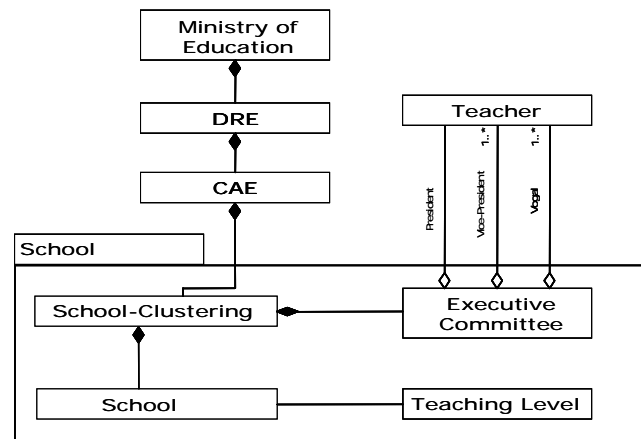 Ministry of
Education
DRE
Teacher
CAE
President
Vice-President
1..*
Vogal
1..*
School
School-Clustering
Executive
Committee
School
Teaching Level